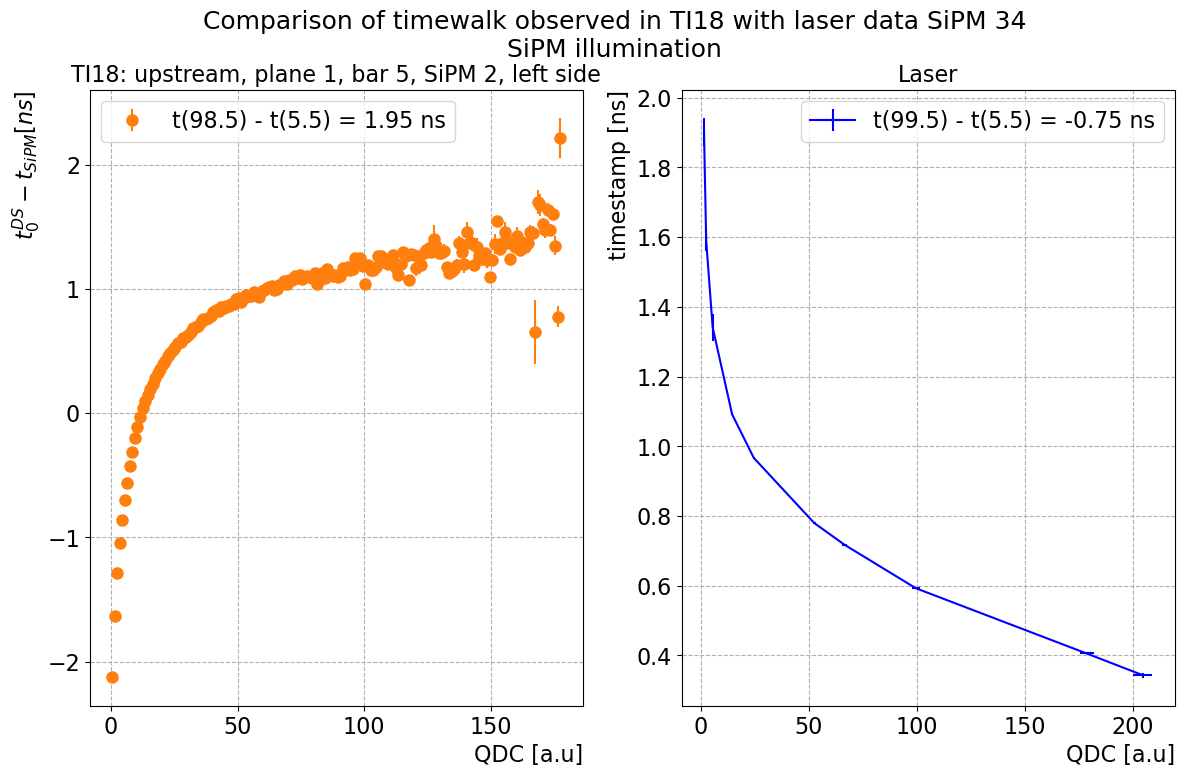 Comparison of timewalk observed in TI18 with laser data SiPM 34
SiPM illumination
TI18: upstream, plane 1, bar 5, SiPM 2, left side
t(98.5) - t(5.5) = 1.95 ns
t_0^{DS} − t_{SiPM}[ns]
2
1
0
−1
−2
0 50 100 150
QDC [a.u]
Laser
t(99.5) - t(5.5) = -0.75 ns
timestamp [ns]
2.0
1.8
1.6
1.4
1.2
1.0
0.8
0.6
0.4
0 50 100 150 200
QDC [a.u]